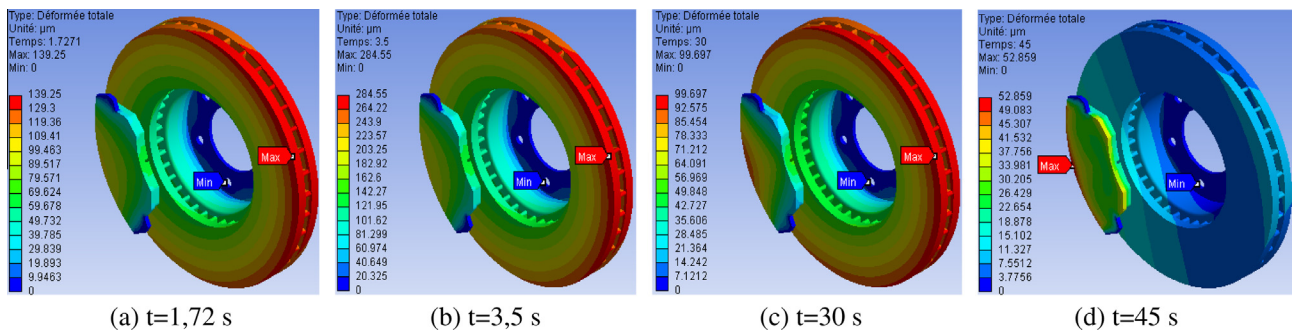 Type: Déformée totale
Unité: µm
Temps: 1.7271
Max: 139.25
Min: 0
139.25
129.3
119.36
109.41
99.463
89.517
79.571
69.624
59.678
49.732
39.785
29.839
19.893
9.9463
0
Max
Min
(a) t=1,72 s
Type: Déformée totale
Unité: µm
Temps: 3.5
Max: 284.55
Min: 0
284.55
264.22
243.9
223.57
203.25
182.92
162.6
142.27
121.95
101.62
81.299
60.974
40.649
20.325
0
Max
Min
(b) t=3,5 s
Type: Déformée totale
Unité: µm
Temps: 30
Max: 99.697
Min: 0
99.697
92.575
85.454
78.333
71.212
64.091
56.969
49.848
42.727
35.606
28.485
21.364
14.242
7.1212
0
Max
Min
(c) t=30 s
Type: Déformée totale
Unité: µm
Temps: 45
Max: 52.859
Min: 0
52.859
49.083
45.307
41.532
37.756
33.981
30.205
26.429
22.654
18.878
15.102
11.327
7.5512
3.7756
0
Max
Min
(d) t=45 s